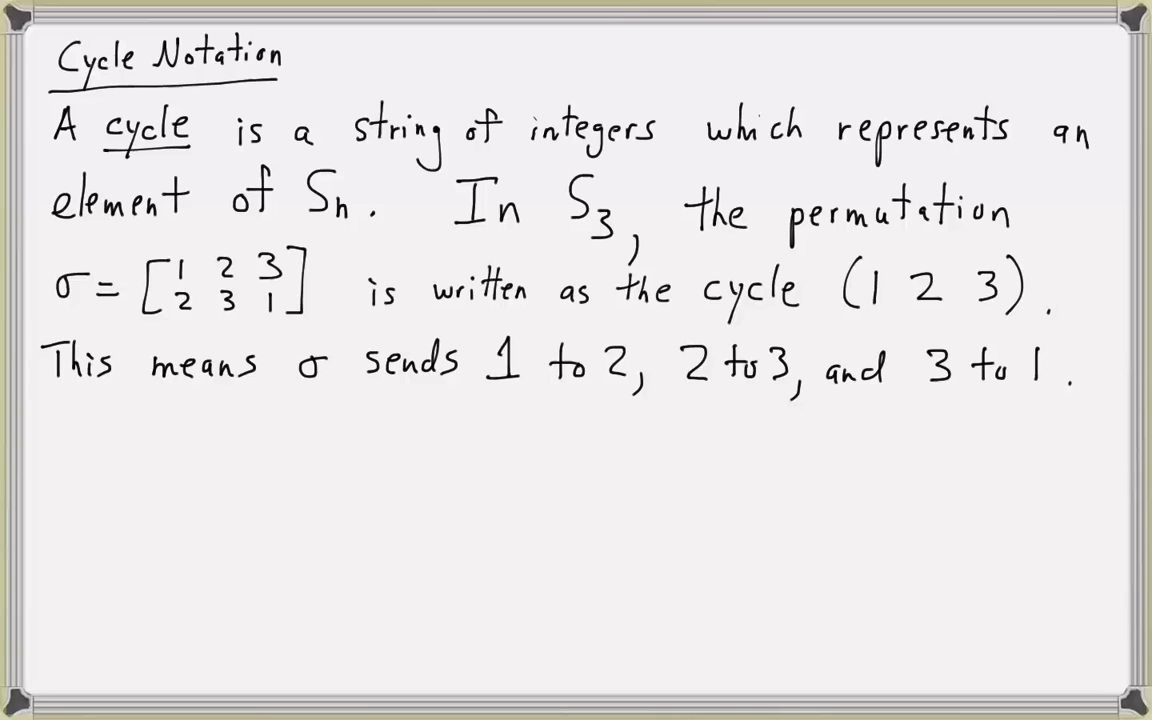 Cycle Notation
A cycle is a string of integers which represents an
element of Sn. In S3, the permutation
σ = [1 2 3
2 3 1] is written as the cycle (1 2 3).
This means σ sends 1 to 2, 2 to 3, and 3 to 1.